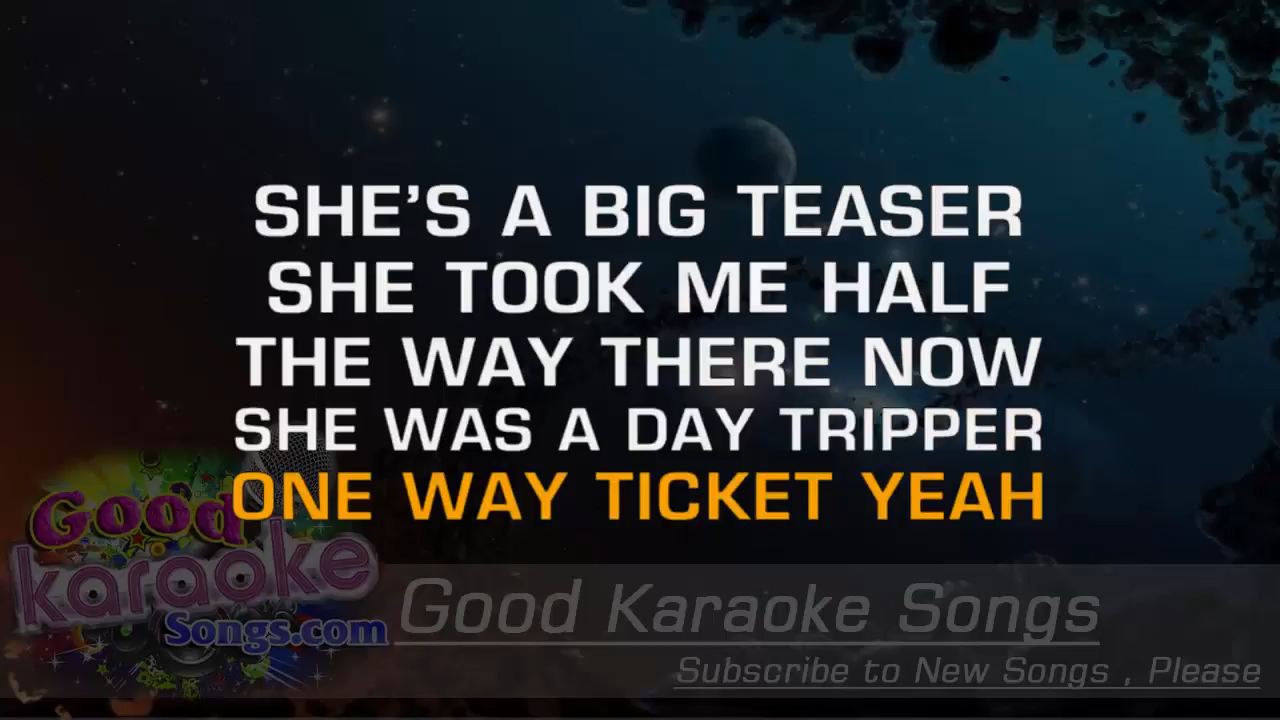 SHE'S A BIG TEASER
SHE TOOK ME HALF
THE WAY THERE NOW
SHE WAS A DAY TRIPPER
ONE WAY TICKET YEAH
Good
karaoke
Songs.com
Good Karaoke Songs
Subscribe to New Songs , Please